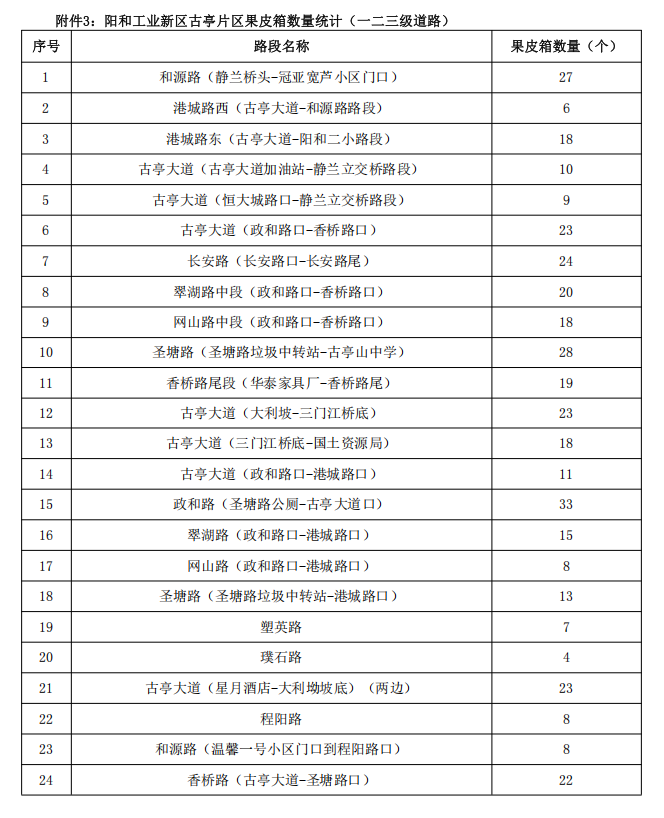 附件3：阳和工业新区古亭片区果皮箱数量统计（一二三级道路）
序号 路段名称 果皮箱数量（个）
1 和源路（静兰桥头-冠亚宽芦小区门口） 27
2 港城路西（古亭大道-和源路路段） 6
3 港城路东（古亭大道-阳和二小路段） 18
4 古亭大道（古亭大道加油站-静兰立交桥路段） 10
5 古亭大道（恒大城路口-静兰立交桥路段） 9
6 古亭大道（政和路口-香桥路口） 23
7 长安路（长安路口-长安路尾） 24
8 翠湖路中段（政和路口-香桥路口） 20
9 网山路中段（政和路口-香桥路口） 18
10 圣塘路（圣塘路垃圾中转站-古亭山中学） 28
11 香桥路尾段（华泰家具厂-香桥路尾） 19
12 古亭大道（大利坡-三门江桥底） 23
13 古亭大道（三门江桥底-国土资源局） 18
14 古亭大道（政和路口-港城路口） 11
15 政和路（圣塘路公厕-古亭大道口） 33
16 翠湖路（政和路口-港城路口） 15
17 网山路（政和路口-港城路口） 8
18 圣塘路（圣塘路垃圾中转站-港城路口） 13
19 塑英路 7
20 璞石路 4
21 古亭大道（星月酒店-大利坳坡底）（两边） 23
22 程阳路 8
23 和源路（温馨一号小区门口到程阳路口） 8
24 香桥路（古亭大道-圣塘路口） 22